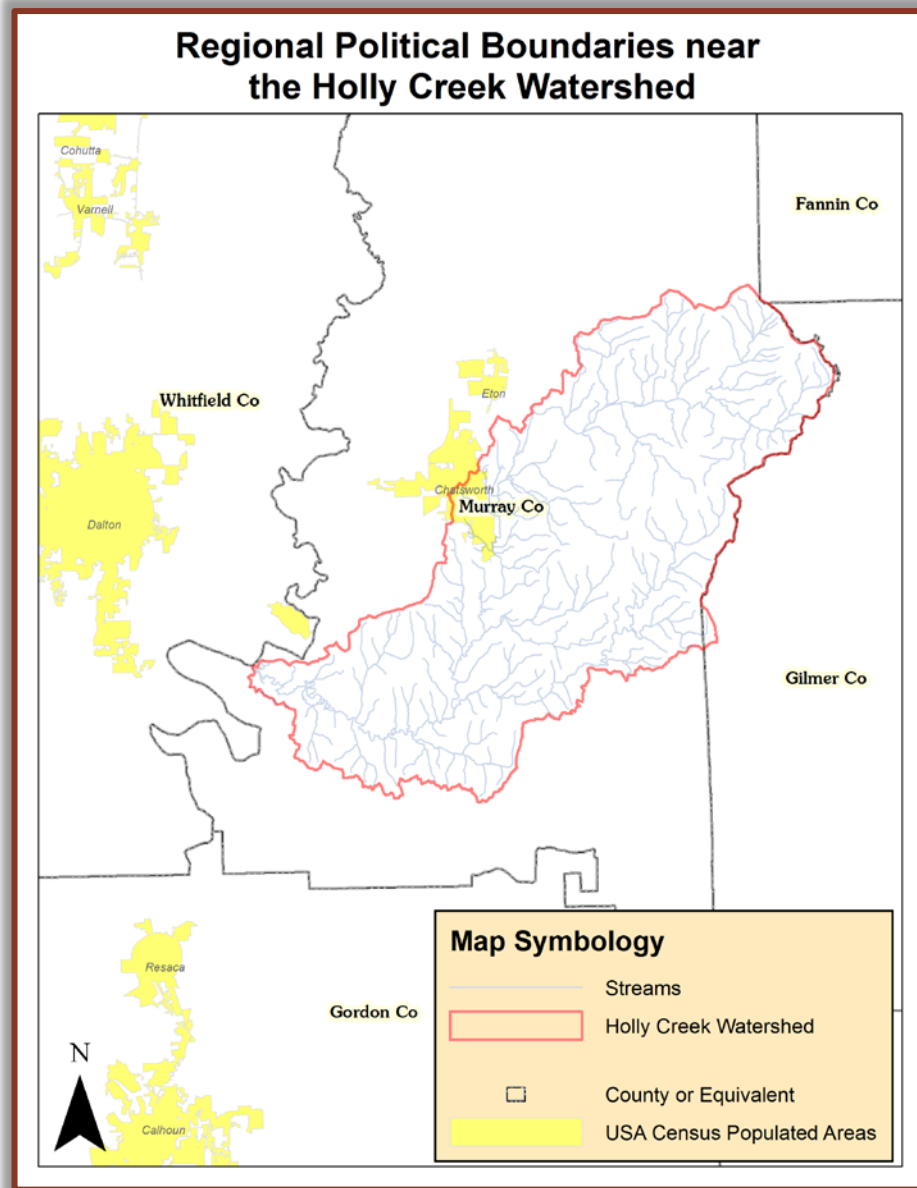 Regional Political Boundaries near
the Holly Creek Watershed
Cohutta
Varnell
Fannin Co
Whitfield Co
Eton
Chatsworth
Murray Co
Dalton
Gilmer Co
Resaca
Gordon Co
Calhoun
N
Map Symbology
Streams
Holly Creek Watershed
County or Equivalent
USA Census Populated Areas